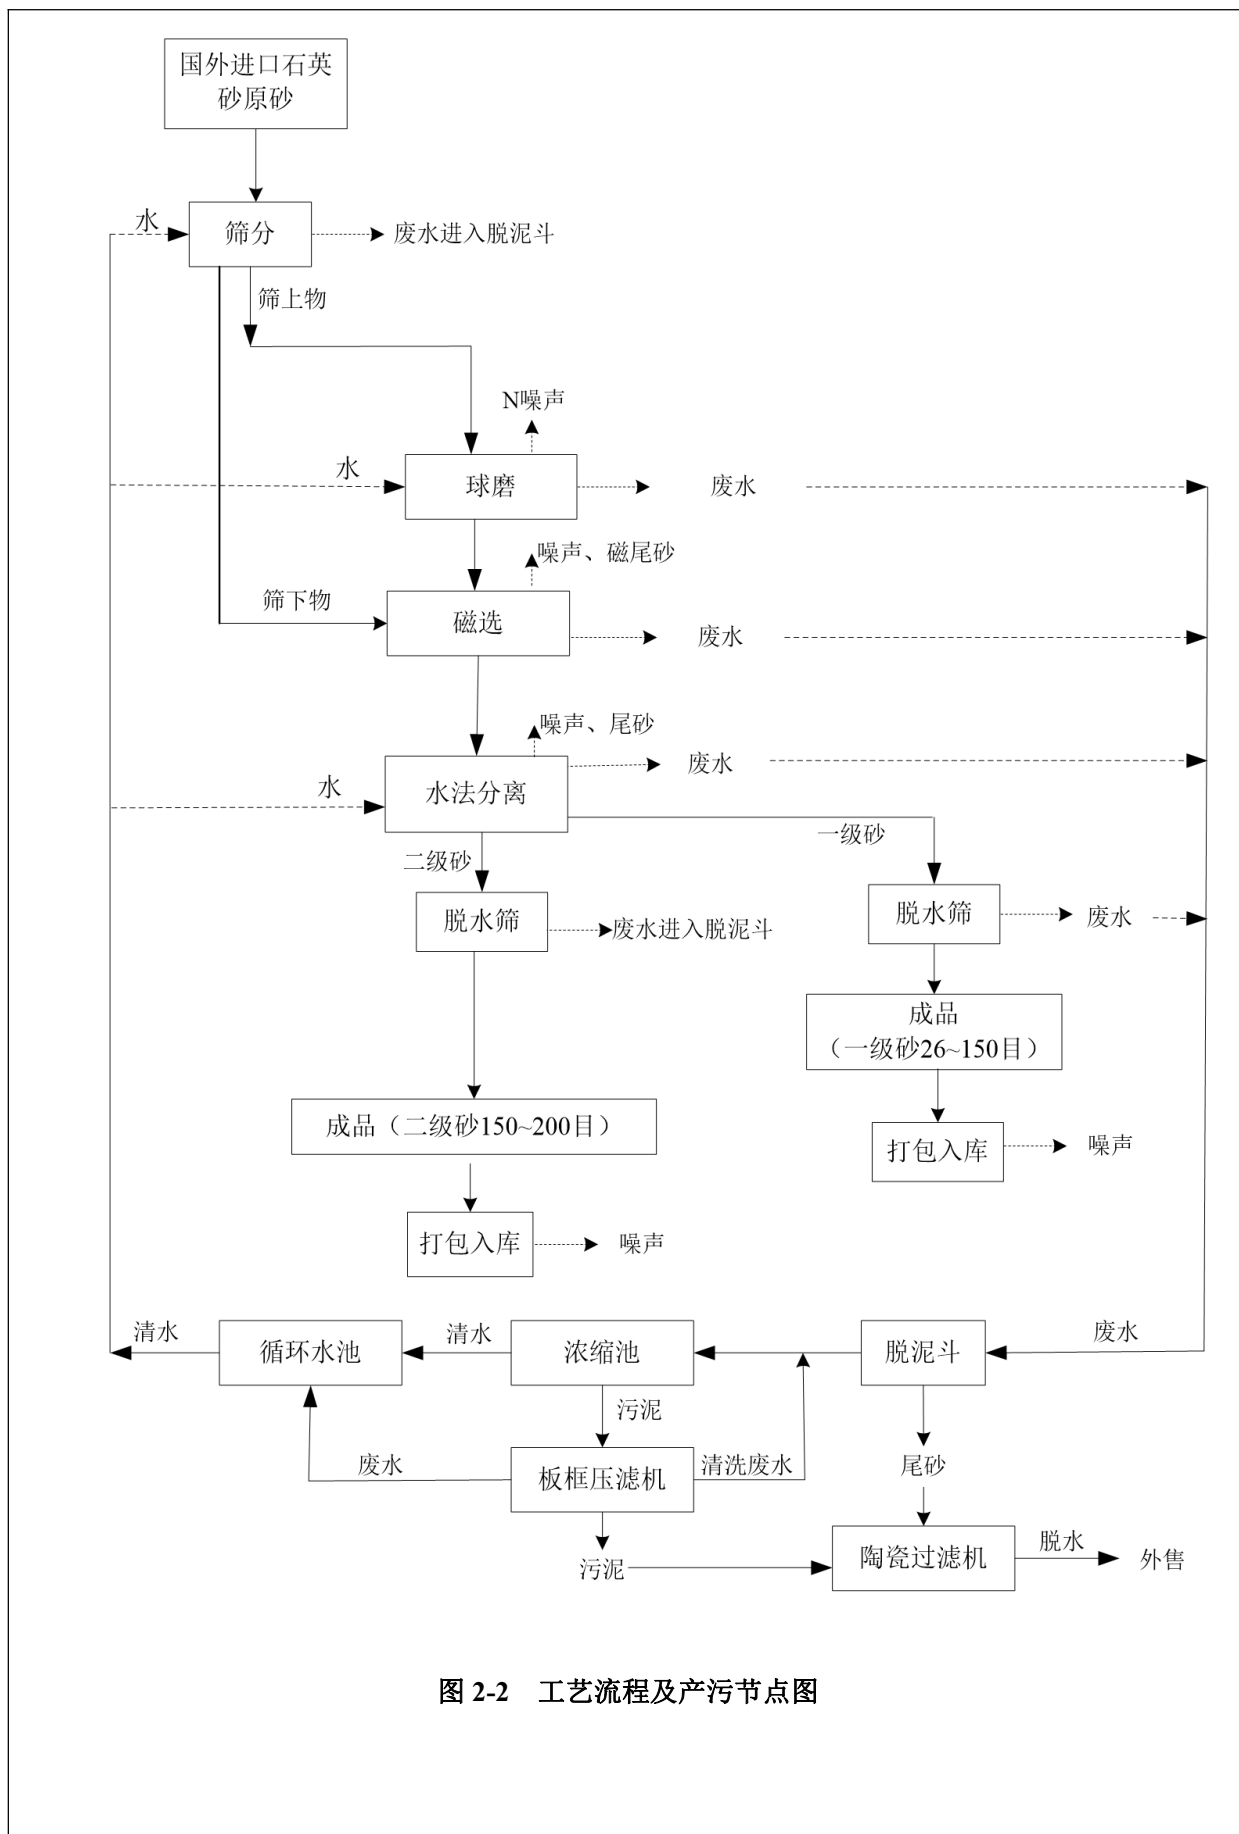 国外进口石英
砂原砂
水
筛分
废水进入脱泥斗
筛上物
N噪声
水
球磨
废水
噪声、磁尾砂
筛下物
磁选
废水
噪声、尾砂
废水
水
水法分离
一级砂
二级砂
脱水筛
废水进入脱泥斗
脱水筛
废水
成品
（一级砂26~150目）
成品（二级砂150~200目）
打包入库
噪声
打包入库
噪声
清水
循环水池
清水
浓缩池
脱泥斗
废水
污泥
废水
板框压滤机
清洗废水
尾砂
污泥
陶瓷过滤机
脱水
外售
图 2-2 工艺流程及产污节点图